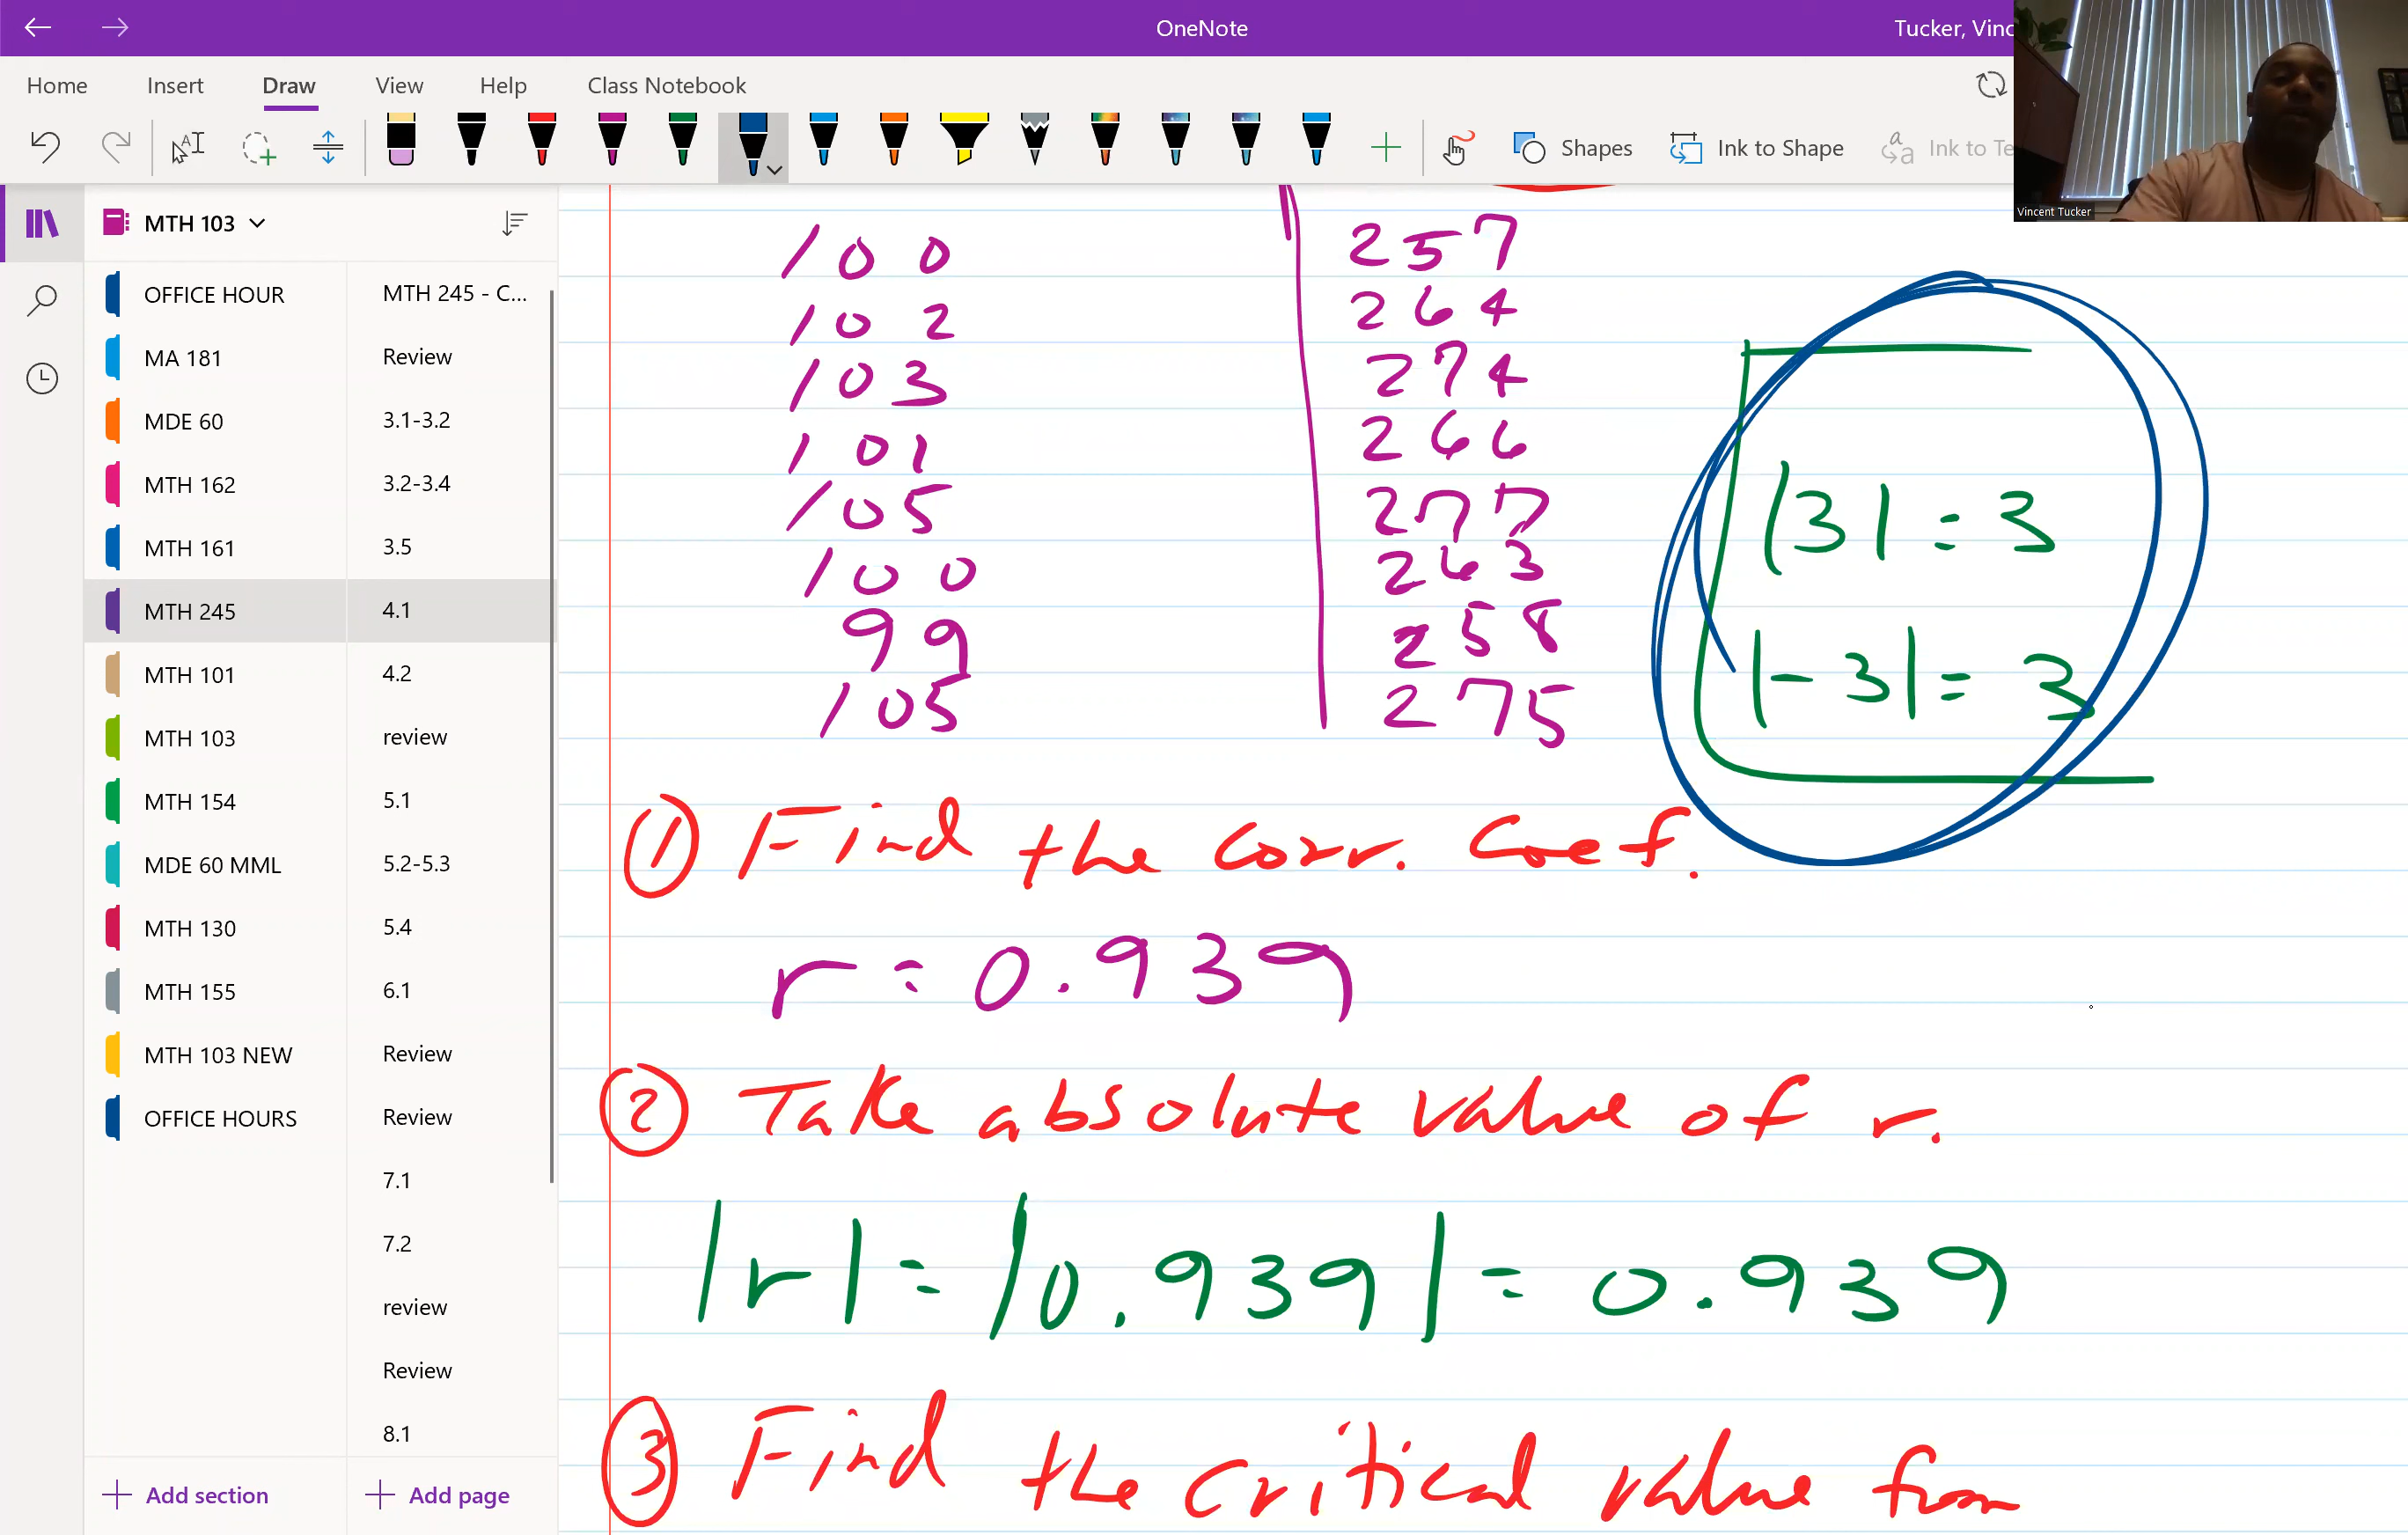 OneNote
Tucker, Vinc
Home Insert Draw View Help Class Notebook
Shapes Ink to Shape Ink to Te
Vincent Tucker
MTH 103
OFFICE HOUR
MA 181
MDE 60
MTH 162
MTH 161
MTH 245
MTH 101
MTH 103
MTH 154
MDE 60 MML
MTH 130
MTH 155
MTH 103 NEW
OFFICE HOURS
Add section
MTH 245 - C...
Review
3.1-3.2
3.2-3.4
3.5
4.1
4.2
review
5.1
5.2-5.3
5.4
6.1
Review
Review
7.1
7.2
review
Review
8.1
Add page
100 257
102 264
103 274
101 266
105 277
100 263
99 258
105 275
|3| = 3
|-3| = 3
① Find the Corr. Coef.
r = 0.939
② Take absolute value of r.
|r| = |0.939| = 0.939
③ Find the critical value from